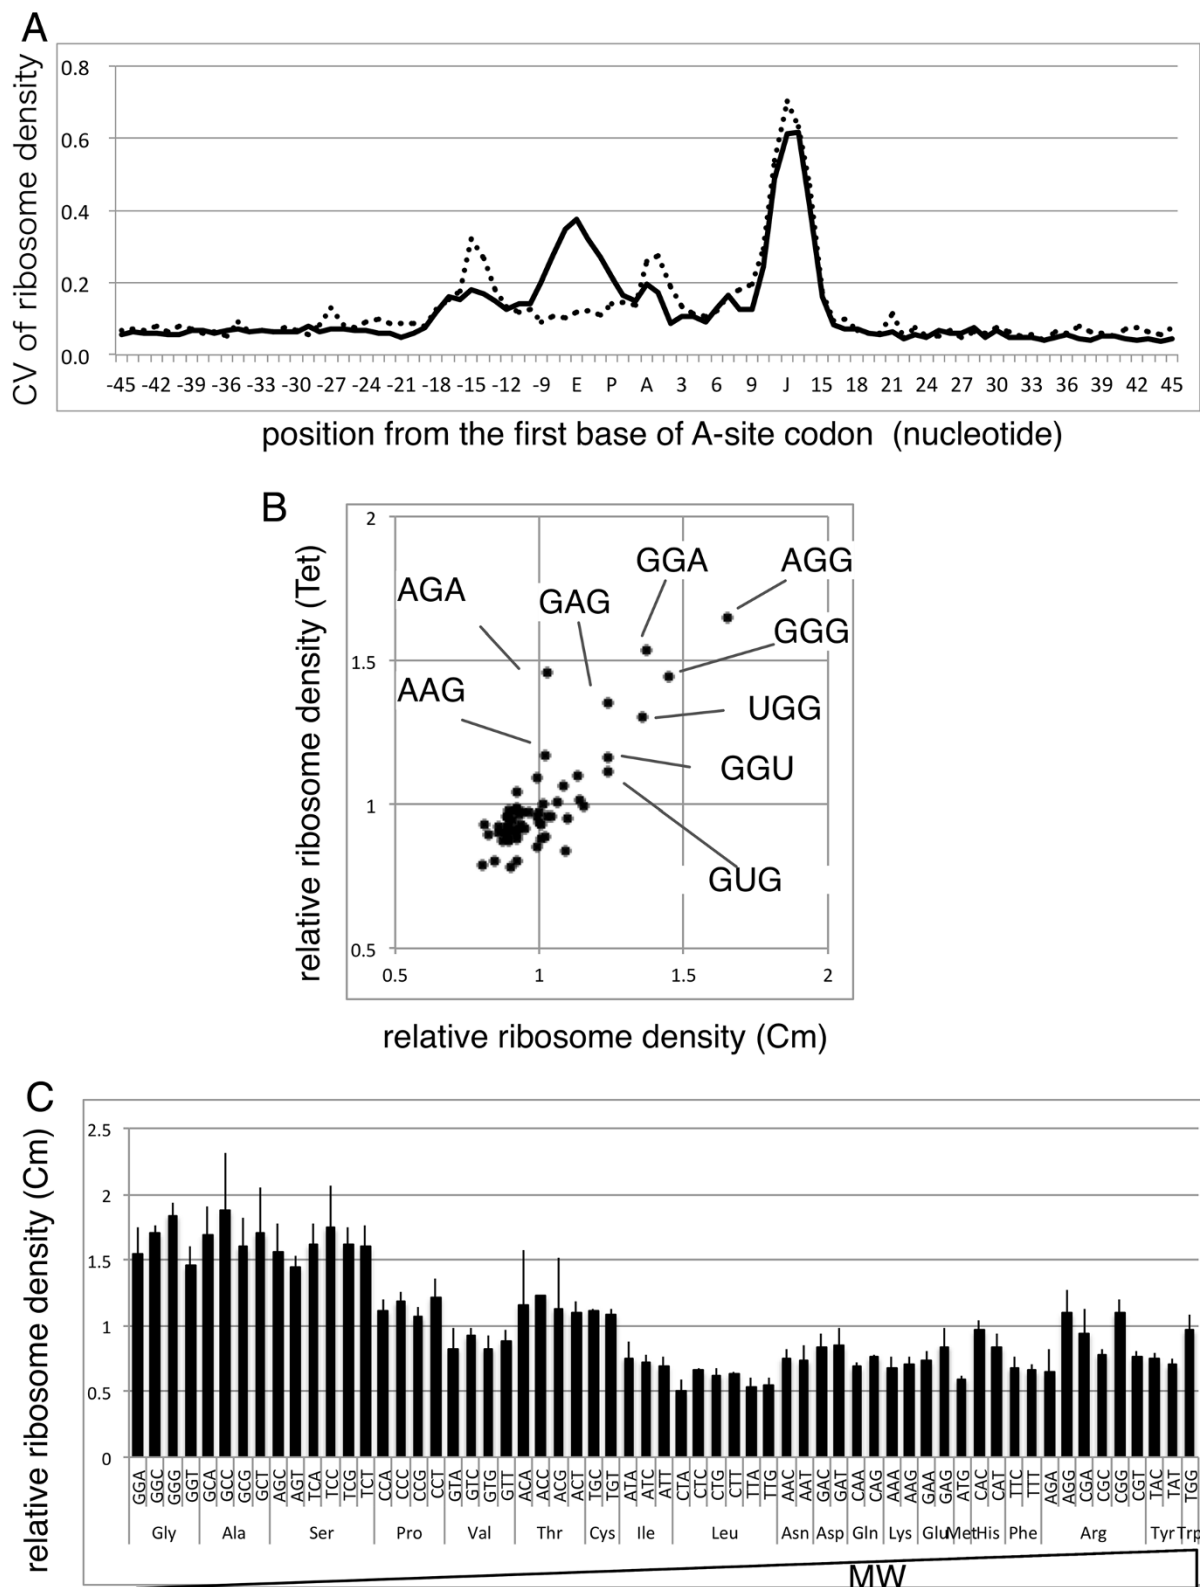 A
CV of ribosome density
0.8
0.6
0.4
0.2
0.0
-45 -42 -39 -36 -33 -30 -27 -24 -21 -18 -15 -12 -9 E P A 3 6 9 J 15 18 21 24 27 30 33 36 39 42 45
position from the first base of A-site codon (nucleotide)
B
relative ribosome density (Tet)
2
1.5
1
0.5
AGA
GAG
GGA
AGG
GGG
AAG
UGG
GGU
GUG
0.5 1 1.5 2
relative ribosome density (Cm)
C
relative ribosome density (Cm)
2.5
2
1.5
1
0.5
0
GGA GGC GGG GGT GCA GCC GCG GCT AGC AGT TCA TCC TCG TCT CCA CCC CCG CCT GTA GTC GTG GTT ACA ACC ACG ACT TGC TGT ATA ATC ATT CTA CTC CTG CTT TTA TTG AAC AAT GAC GAT CAA CAG AAA AAG GAA GAG ATG CAC CAT TTC TTT AGA AGG CGA CGC CGG CGT TAC TAT TGG
Gly Ala Ser Pro Val Thr Cys Ile Leu Asn Asp Gln Lys Glu Met His Phe Arg Tyr Trp
MW